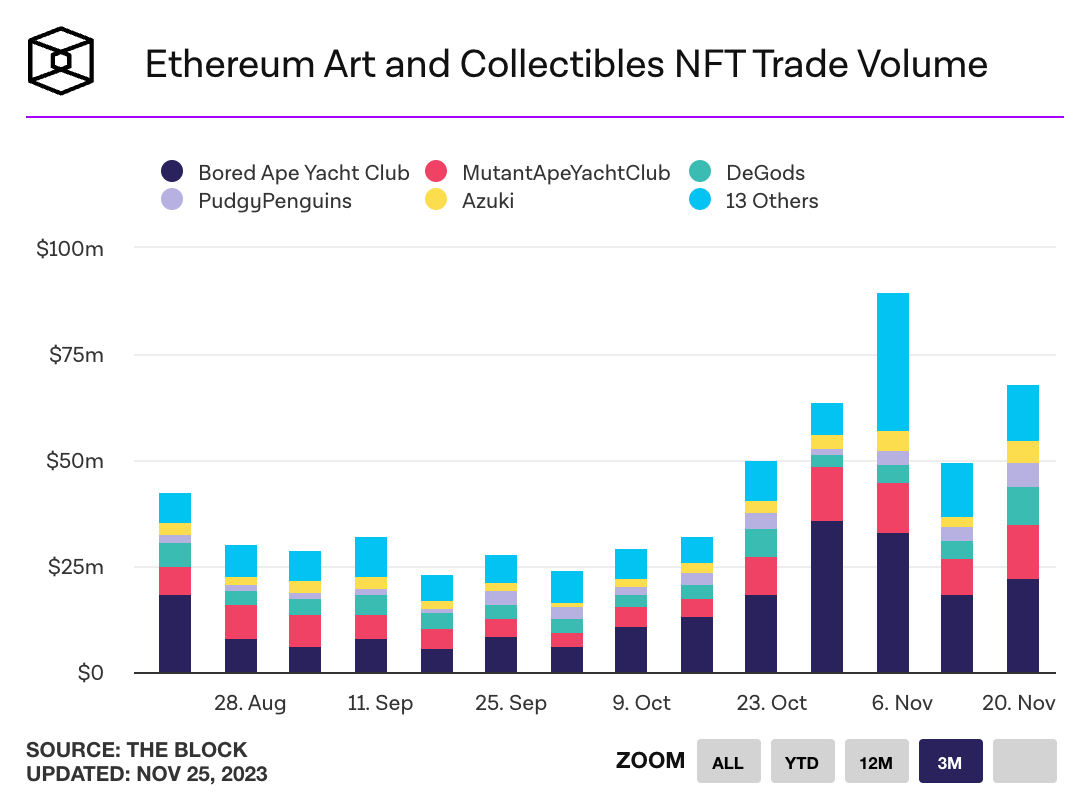 Ethereum Art and Collectibles NFT Trade Volume
Bored Ape Yacht Club MutantApeYachtClub DeGods
PudgyPenguins Azuki 13 Others
$100m
$75m
$50m
$25m
$0
28. Aug 11. Sep 25. Sep 9. Oct 23. Oct 6. Nov 20. Nov
SOURCE: THE BLOCK
UPDATED: NOV 25, 2023
ZOOM ALL YTD 12M 3M